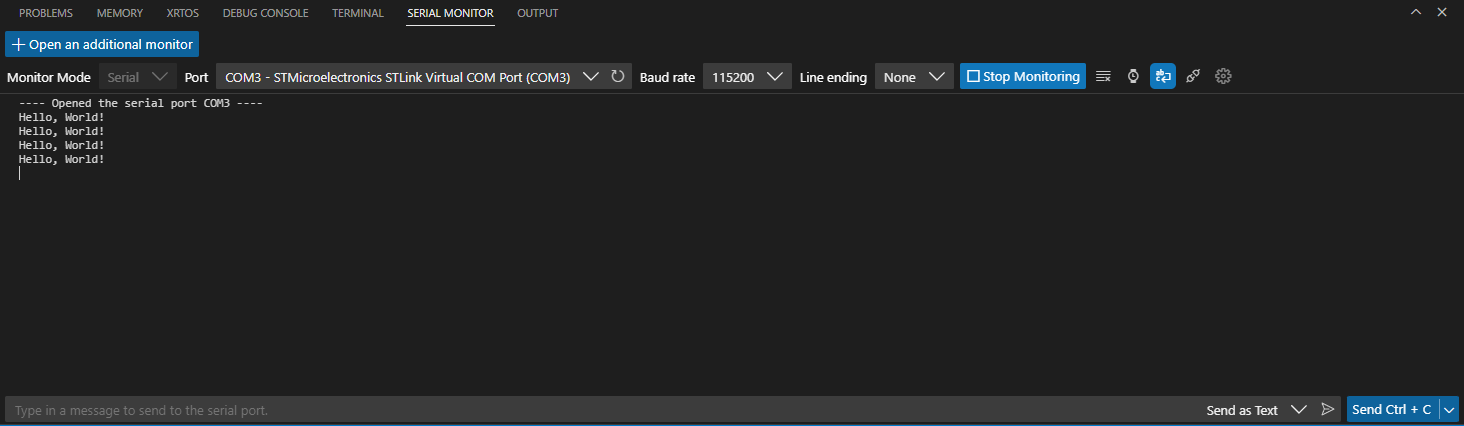 PROBLEMS MEMORY XRTOS DEBUG CONSOLE TERMINAL SERIAL MONITOR OUTPUT
Open an additional monitor
Monitor Mode Serial Port COM3 - STMicroelectronics STLink Virtual COM Port (COM3) Baud rate 115200 Line ending None Stop Monitoring
---- Opened the serial port COM3 ----
Hello, World!
Hello, World!
Hello, World!
Hello, World!
Type in a message to send to the serial port. Send as Text Send Ctrl + C